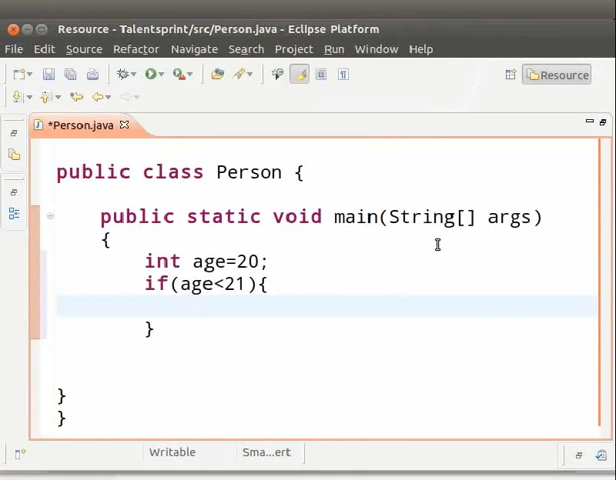 Resource - Talentsprint/src/Person.java - Eclipse Platform
File Edit Source Refactor Navigate Search Project Run Window Help
Resource
*Person.java
public class Person {
public static void main(String[] args)
{
int age=20;
if(age<21){
}
}
}
Writable Sma...ert